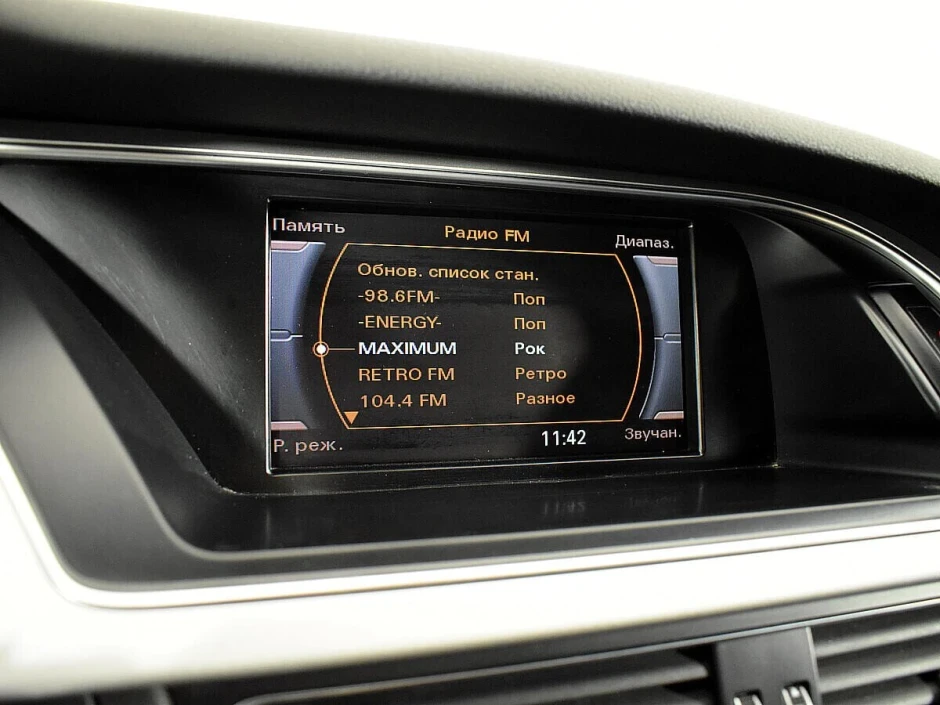 Память
Радио FM
Диапаз.
Обнов. список стан.
-98.6FM- Поп
-ENERGY- Поп
MAXIMUM Рок
RETRO FM Ретро
104.4 FM Разное
Р. реж.
11:42
Звучан.